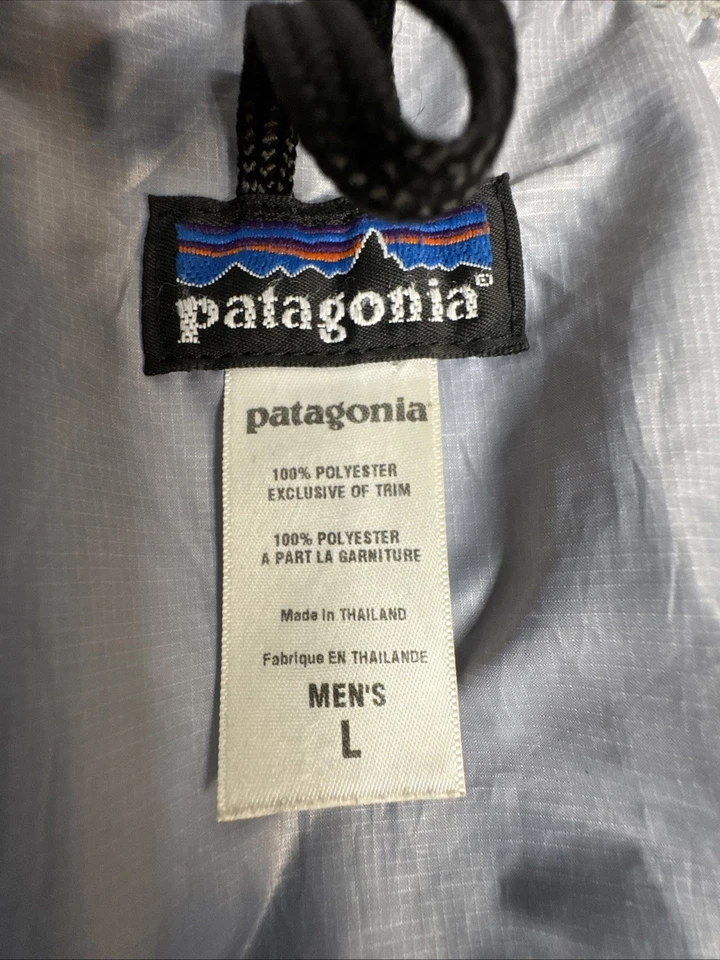 patagonia®
patagonia
100% POLYESTER
EXCLUSIVE OF TRIM
100% POLYESTER
A PART LA GARNITURE
Made in THAILAND
Fabrique EN THAILANDE
MEN'S
L